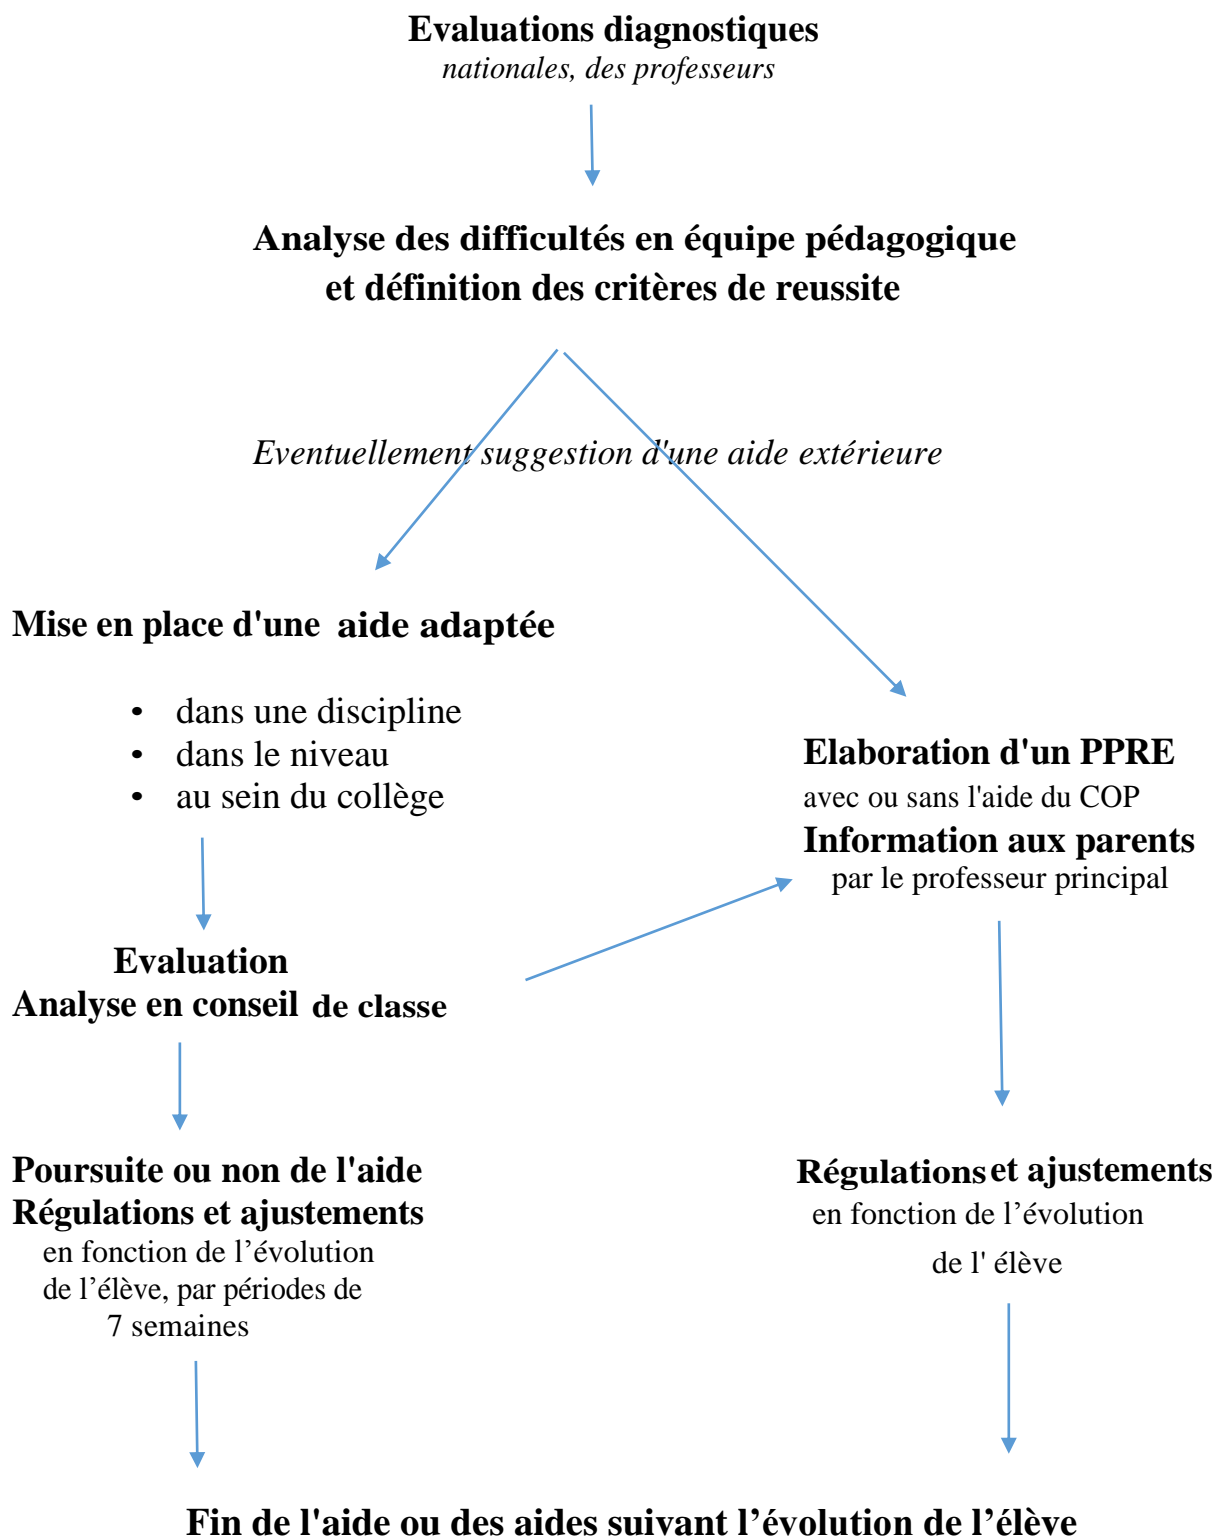 Evaluations diagnostiques
nationales, des professeurs
Analyse des difficultés en équipe pédagogique
et définition des critères de reussite
Eventuellement suggestion d'une aide extérieure
Mise en place d'une aide adaptée
• dans une discipline
• dans le niveau
• au sein du collège
Elaboration d'un PPRE
avec ou sans l'aide du COP
Information aux parents
par le professeur principal
Evaluation
Analyse en conseil de classe
Poursuite ou non de l'aide
Régulations et ajustements
en fonction de l’évolution
de l’élève, par périodes de
7 semaines
Régulations et ajustements
en fonction de l’évolution
de l' élève
Fin de l'aide ou des aides suivant l’évolution de l’élève